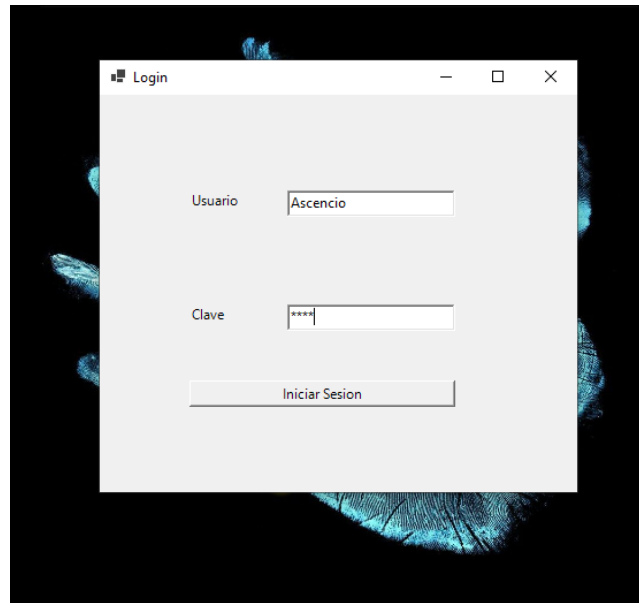 Login
Usuario
Ascencio
Clave
****
Iniciar Sesion